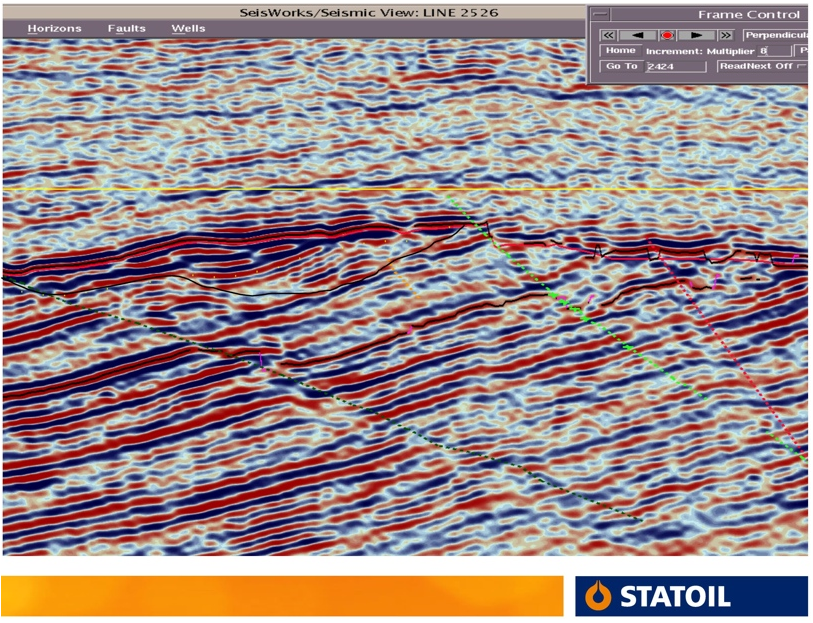 SeisWorks/Seismic View: LINE 2526
Frame Control
Horizons Faults Wells
Home Increment: Multiplier 8
Go To 2424 ReadNext Off
STATOIL